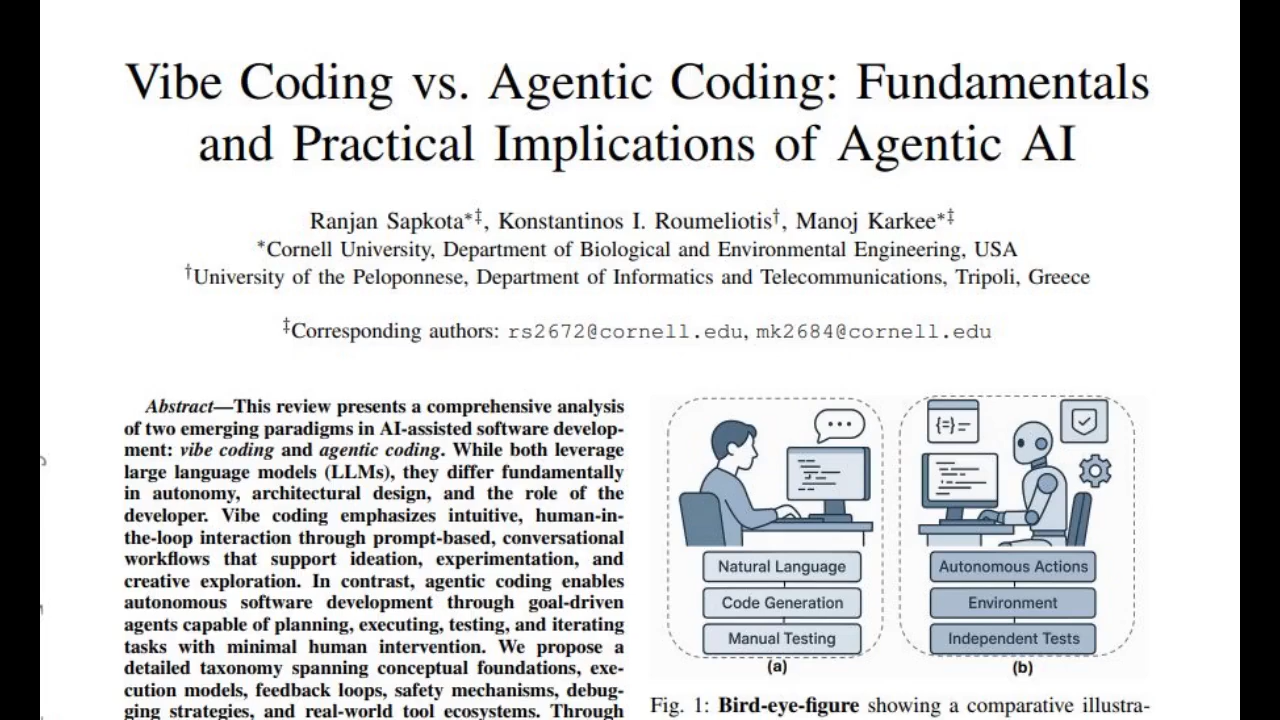 Vibe Coding vs. Agentic Coding: Fundamentals
and Practical Implications of Agentic AI
Ranjan Sapkota*‡, Konstantinos I. Roumeliotis†, Manoj Karkee*‡
*Cornell University, Department of Biological and Environmental Engineering, USA
†University of the Peloponnese, Department of Informatics and Telecommunications, Tripoli, Greece
‡Corresponding authors: rs2672@cornell.edu, mk2684@cornell.edu
Abstract—This review presents a comprehensive analysis
of two emerging paradigms in AI-assisted software develop-
ment: vibe coding and agentic coding. While both leverage
large language models (LLMs), they differ fundamentally
in autonomy, architectural design, and the role of the
developer. Vibe coding emphasizes intuitive, human-in-
the-loop interaction through prompt-based, conversational
workflows that support ideation, experimentation, and
creative exploration. In contrast, agentic coding enables
autonomous software development through goal-driven
agents capable of planning, executing, testing, and iterating
tasks with minimal human intervention. We propose a
detailed taxonomy spanning conceptual foundations, exe-
cution models, feedback loops, safety mechanisms, debug-
ging strategies, and real-world tool ecosystems. Through
{=}
Natural Language
Code Generation
Manual Testing
(a)
Autonomous Actions
Environment
Independent Tests
(b)
Fig. 1: Bird-eye-figure showing a comparative illustra-